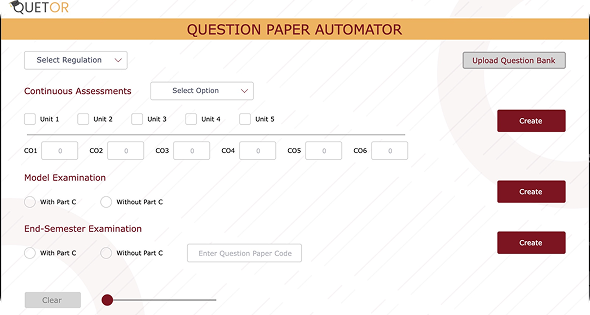 QUETOR
QUESTION PAPER AUTOMATOR
Select Regulation
Upload Question Bank
Continuous Assessments Select Option
Unit 1 Unit 2 Unit 3 Unit 4 Unit 5 Create
CO1 0 CO2 0 CO3 0 CO4 0 CO5 0 CO6 0
Model Examination
With Part C Without Part C Create
End-Semester Examination
With Part C Without Part C Enter Question Paper Code Create
Clear